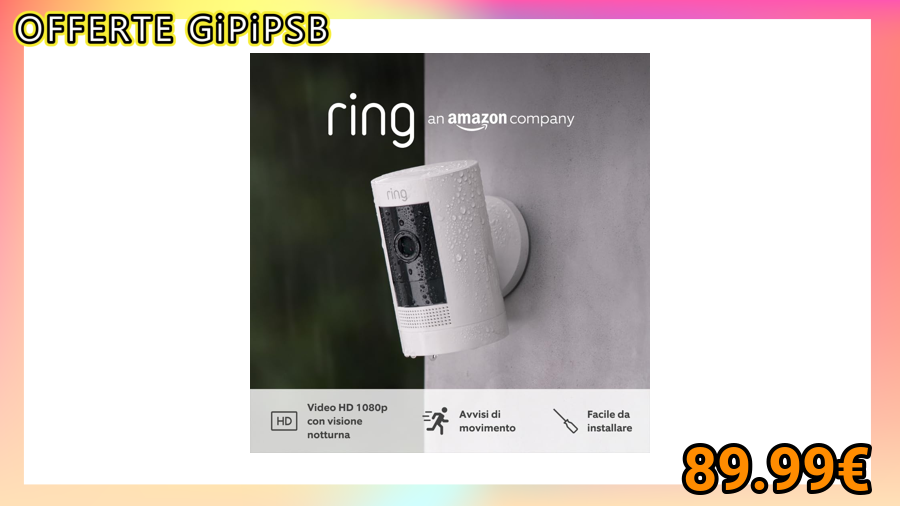 OFFERTE GiPiPSB
ring an amazon company
ring
HD
Video HD 1080p
con visione
notturna
Avvisi di
movimento
Facile da
installare
89.99€